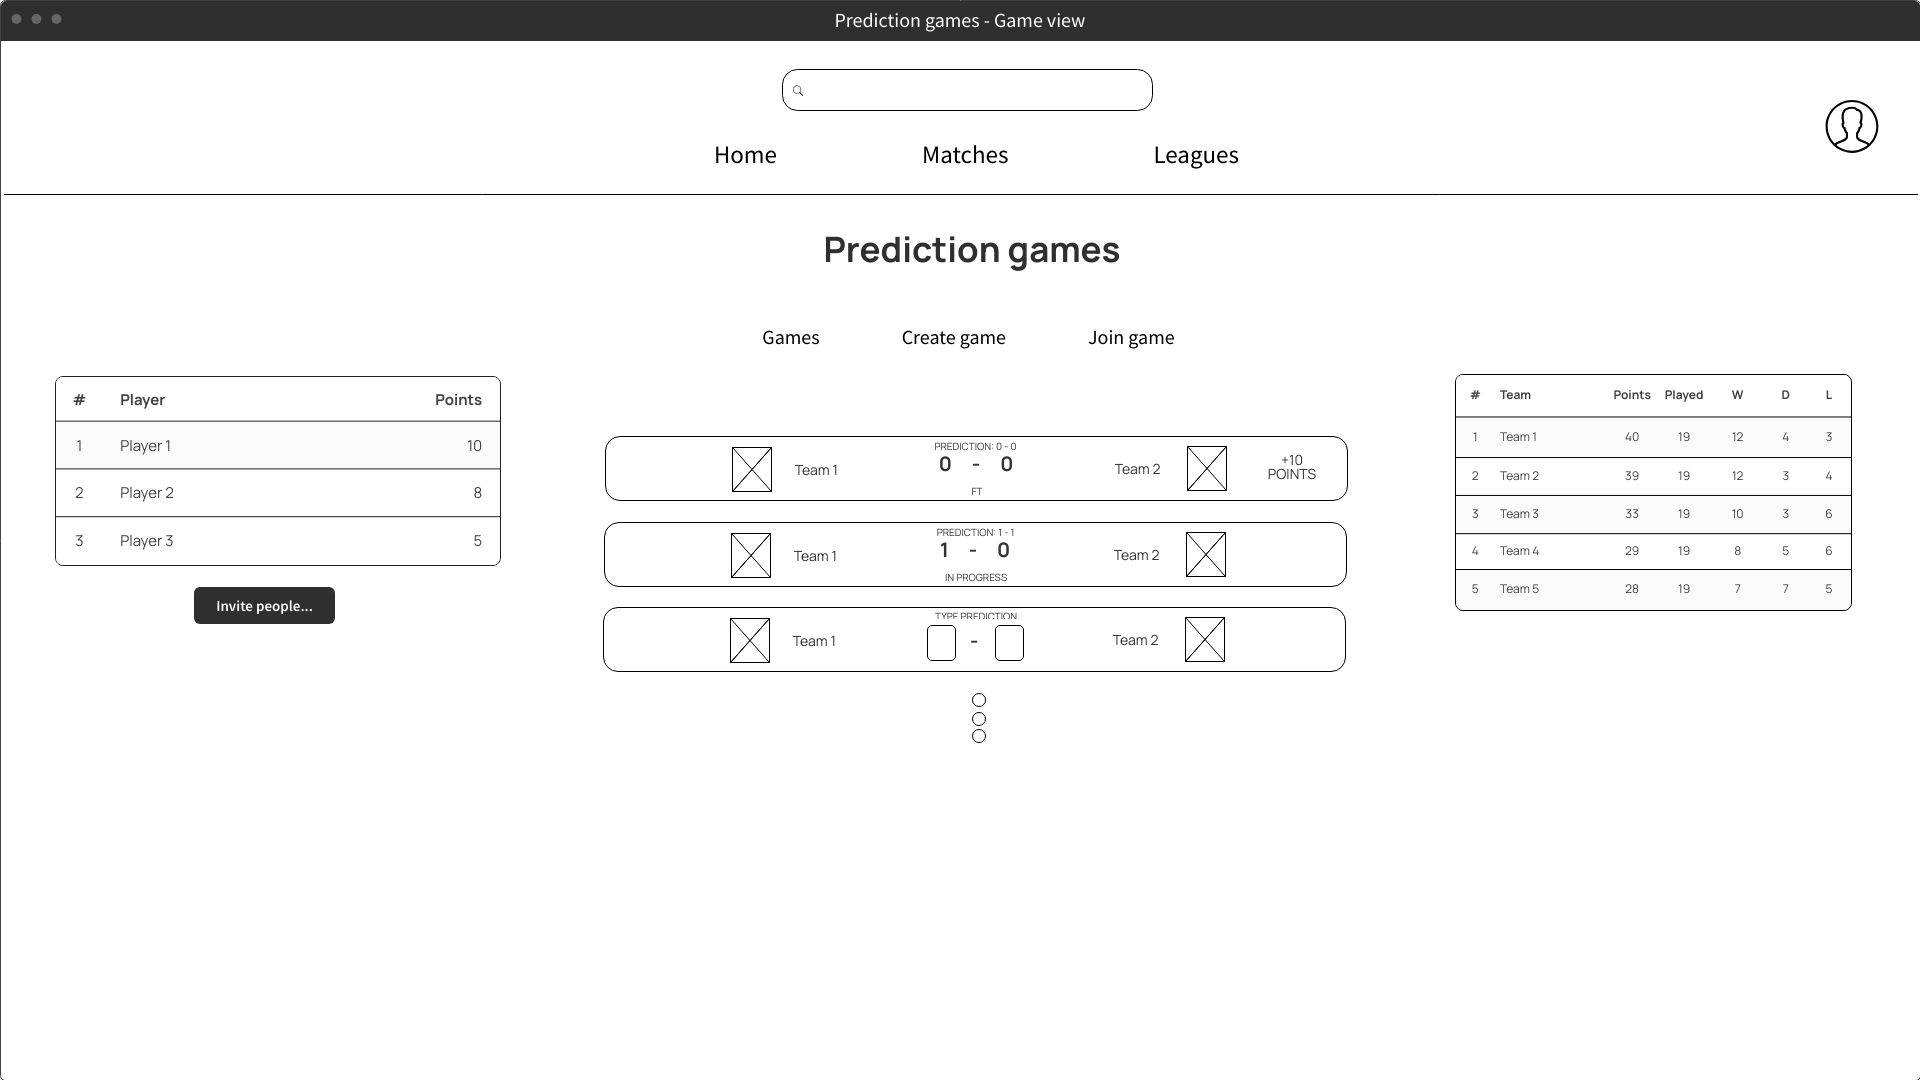 Prediction games - Game view
Home Matches Leagues
Prediction games
Games Create game Join game
# Player Points
1 Player 1 10
2 Player 2 8
3 Player 3 5
Invite people...
PREDICTION: 0 - 0
Team 1 0 - 0 Team 2 +10 POINTS
FT
PREDICTION: 1 - 1
Team 1 1 - 0 Team 2
IN PROGRESS
TYPE PREDICTION
Team 1 - Team 2
# Team Points Played W D L
1 Team 1 40 19 12 4 3
2 Team 2 39 19 12 3 4
3 Team 3 33 19 10 3 6
4 Team 4 29 19 8 5 6
5 Team 5 28 19 7 7 5